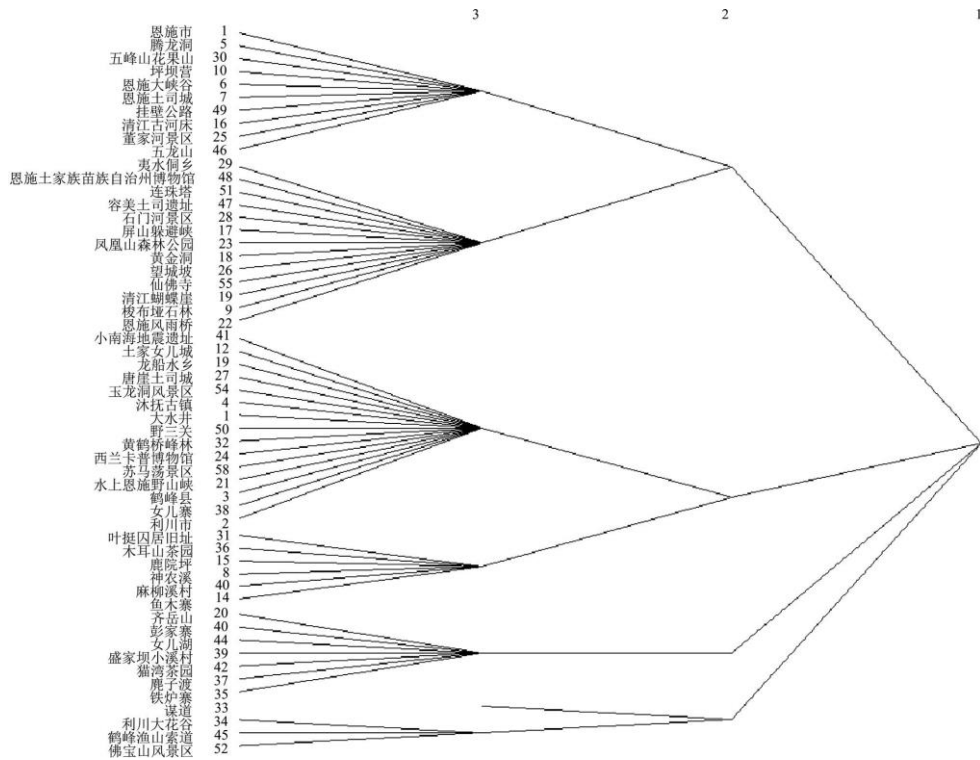 3 2 1
恩施市 1
腾龙洞 5
五峰山花果山 30
坪坝营 10
恩施大峡谷 6
恩施土司城 7
挂壁公路 49
清江古河床 16
董家河景区 25
五龙山 46
夷水侗乡 29
恩施土家族苗族自治州博物馆 48
连珠塔 51
容美土司遗址 47
石门河景区 28
屏山躲避峡 17
凤凰山森林公园 23
黄金洞 18
望城坡 26
仙佛寺 55
清江蝴蝶崖 19
梭布垭石林 9
恩施风雨桥 22
小南海地震遗址 41
土家女儿城 12
龙船水乡 19
唐崖土司城 27
玉龙洞风景区 54
沐抚古镇 4
大水井 1
野三关 50
黄鹤桥峰林 32
西兰卡普博物馆 24
苏马荡景区 58
水上恩施野山峡 21
鹤峰县 3
女儿寨 38
利川市 2
叶挺囚居旧址 31
木耳山茶园 36
鹿院坪 15
神农溪 8
麻柳溪村 40
鱼木寨 14
齐岳山 20
彭家寨 40
女儿湖 44
盛家坝小溪村 39
猫湾茶园 42
麂子渡 37
铁炉寨 35
谋道 33
利川大花谷 34
鹤峰渔山索道 45
佛宝山风景区 52